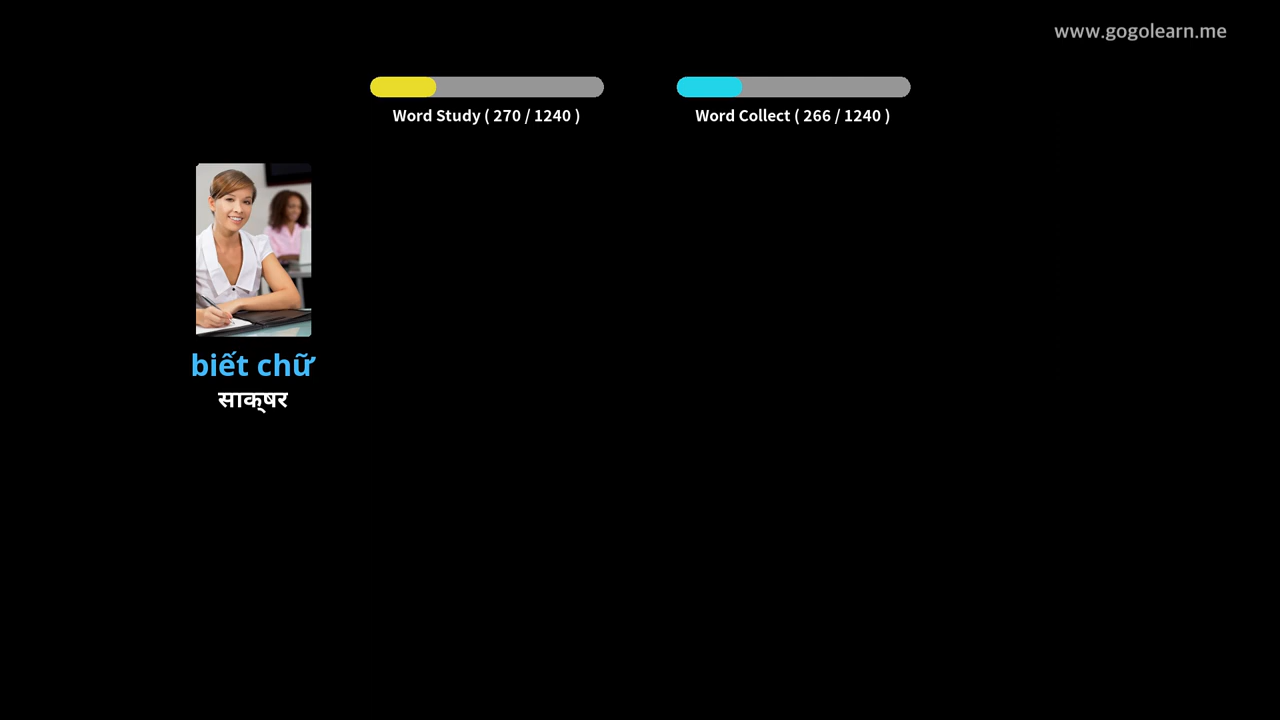 www.gogolearn.me
Word Study ( 270 / 1240 )
Word Collect ( 266 / 1240 )
biết chữ
साक्षर